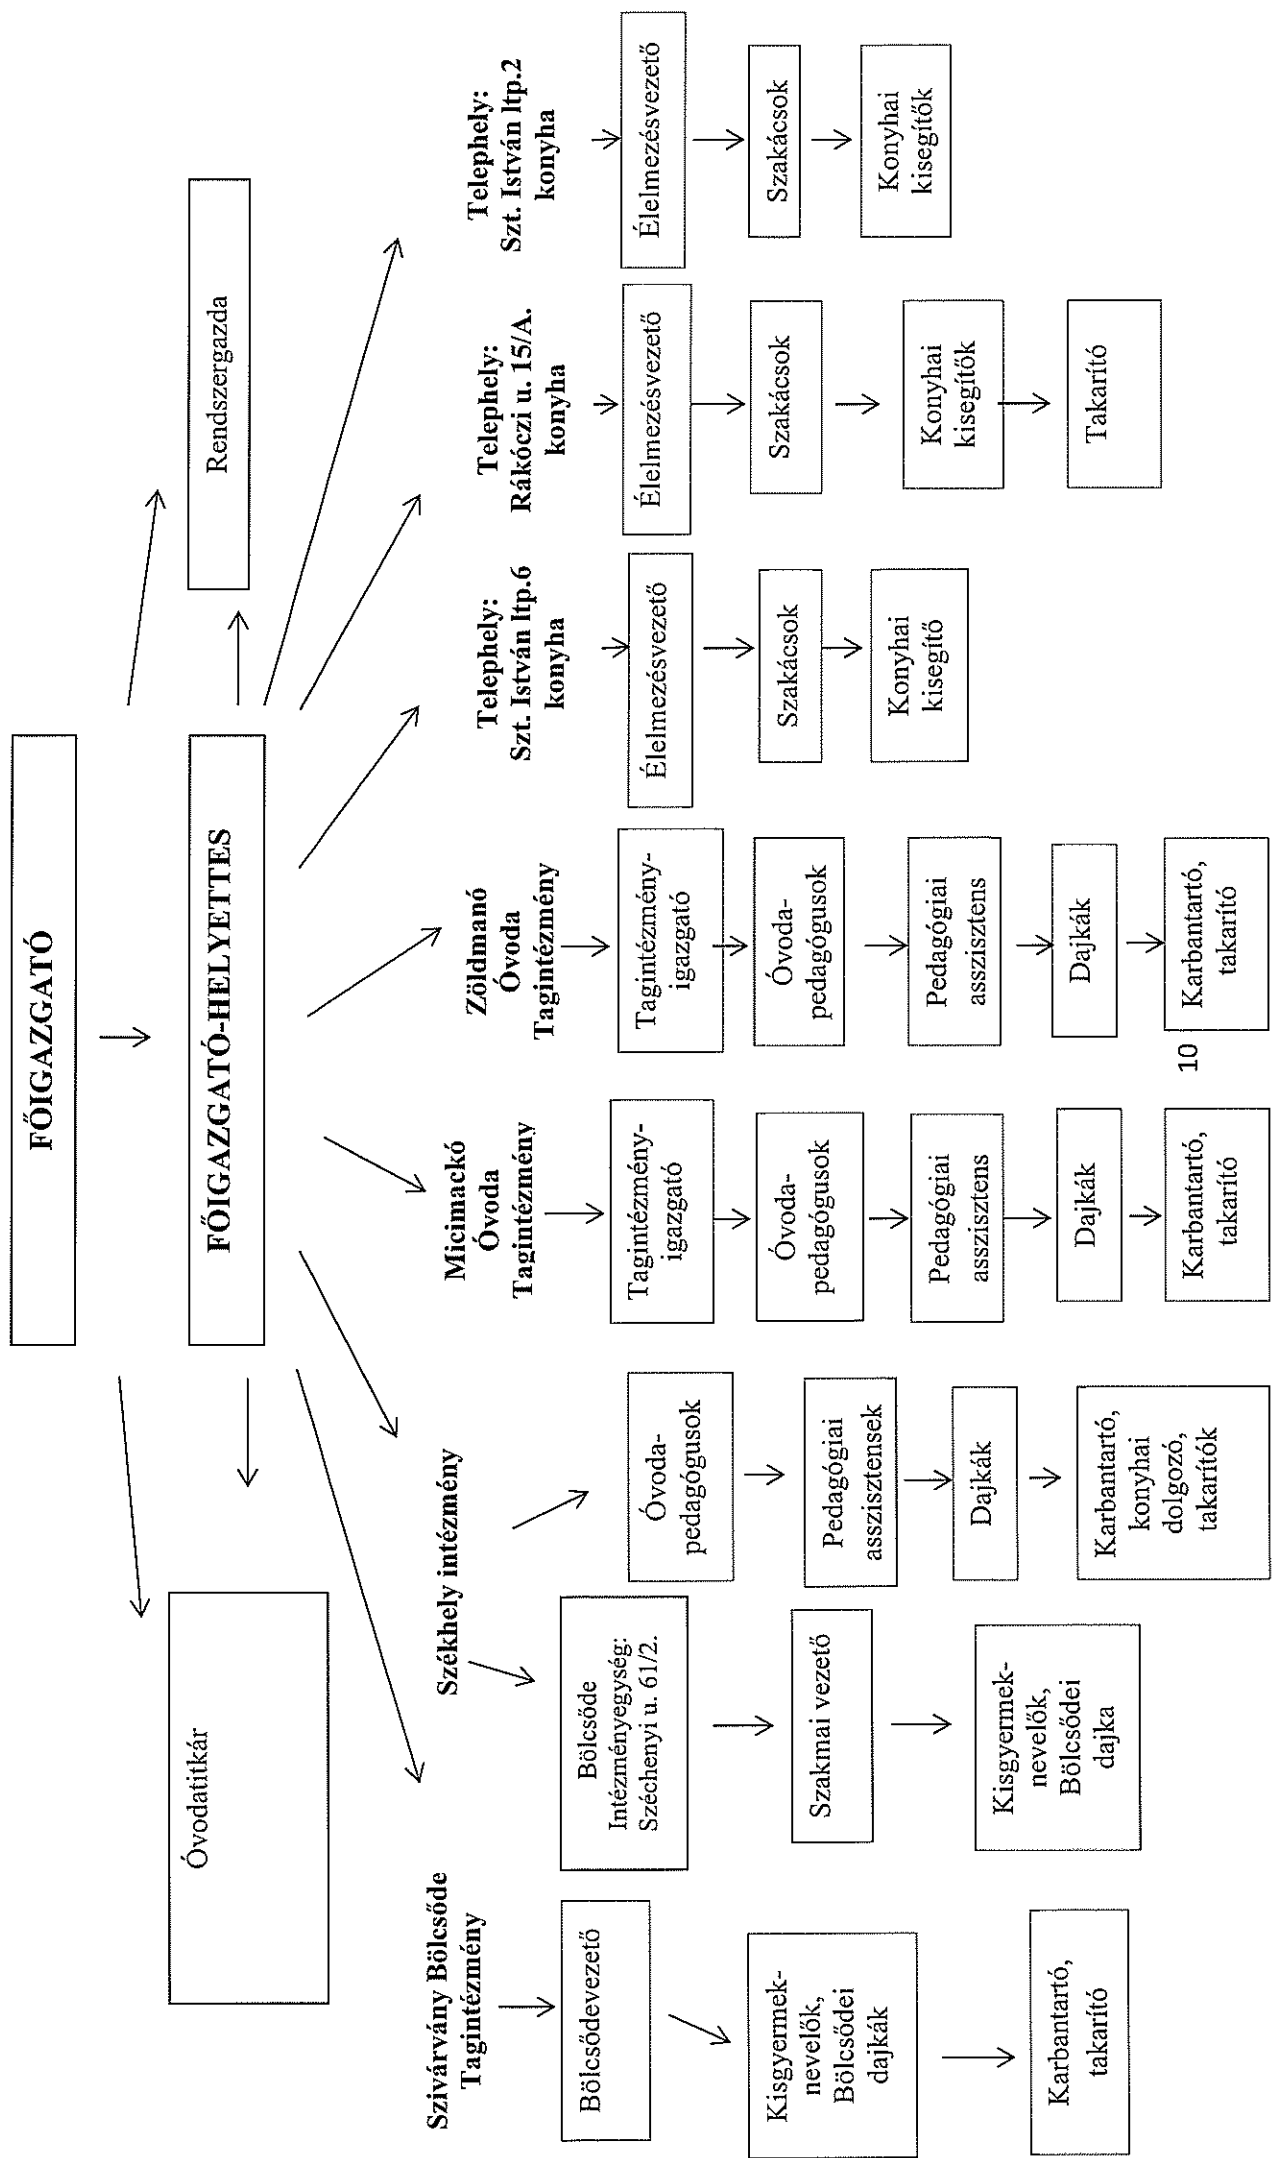 FŐIGAZGATÓ
FŐIGAZGATÓ-HELYETTES
Óvodatitkár
Rendszergazda
Szivárvány Bölcsőde
Tagintézmény
Bölcsődevezető
Kisgyermek-
nevelők,
Bölcsődei
dajkák
Karbantartó,
takarító
Székhely intézmény
Bölcsőde
Intézményegység:
Széchenyi u. 61/2.
Szakmai vezető
Kisgyermek-
nevelők,
Bölcsődei
dajka
Óvoda-
pedagógusok
Pedagógiai
asszisztensek
Dajkák
Karbantartó,
konyhai
dolgozó,
takarítók
Micimackó
Óvoda
Tagintézmény
Tagintézmény-
igazgató
Óvoda-
pedagógusok
Pedagógiai
asszisztens
Dajkák
Karbantartó,
takarító
Zöldmanó
Óvoda
Tagintézmény
Tagintézmény-
igazgató
Óvoda-
pedagógusok
Pedagógiai
asszisztens
Dajkák
Karbantartó,
takarító
Telephely:
Szt. István ltp.6
konyha
Élelmezésvezető
Szakácsok
Konyhai
kisegítő
Telephely:
Rákóczi u. 15/A.
konyha
Élelmezésvezető
Szakácsok
Konyhai
kisegítők
Takarító
Telephely:
Szt. István ltp.2
konyha
Élelmezésvezető
Szakácsok
Konyhai
kisegítők
10